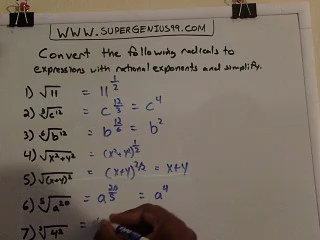 WWW.SUPERGENIUS99.COM
Convert the following radicals to
expressions with rational exponents and simplify.
1) √11 = 11^(1/2)
2) ∛c¹² = c^(12/3) = c⁴
3) ⁶√b¹² = b^(12/6) = b²
4) √x²+y² = (x²+y²)^(1/2)
5) √(x+y)² = (x+y)^(2/2) = x+y
6) ⁵√a²⁰ = a^(20/5) = a⁴
7) ∛4² =